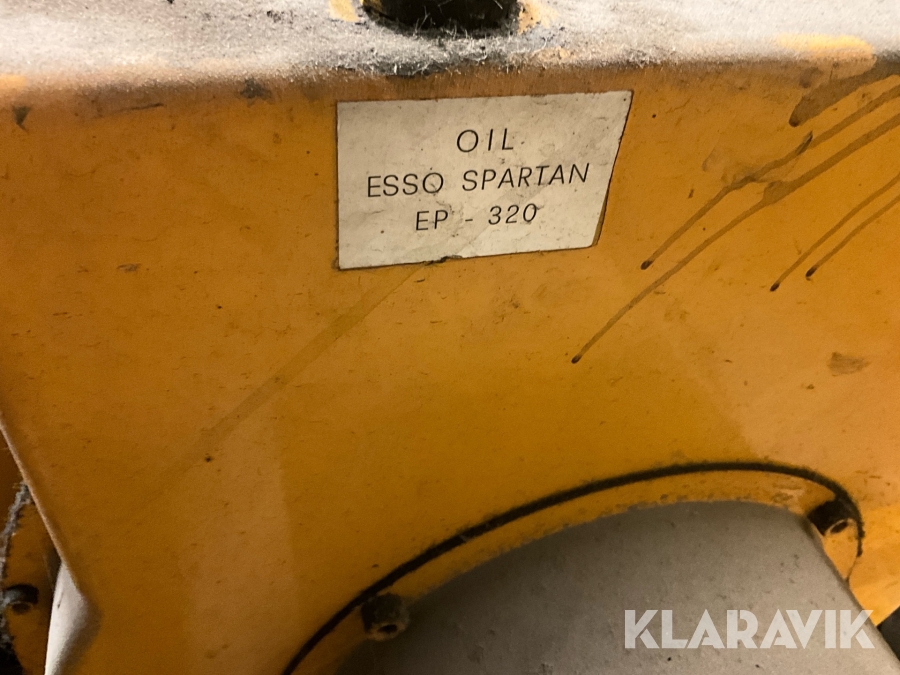 OIL
ESSO SPARTAN
EP - 320
KLARAVIK